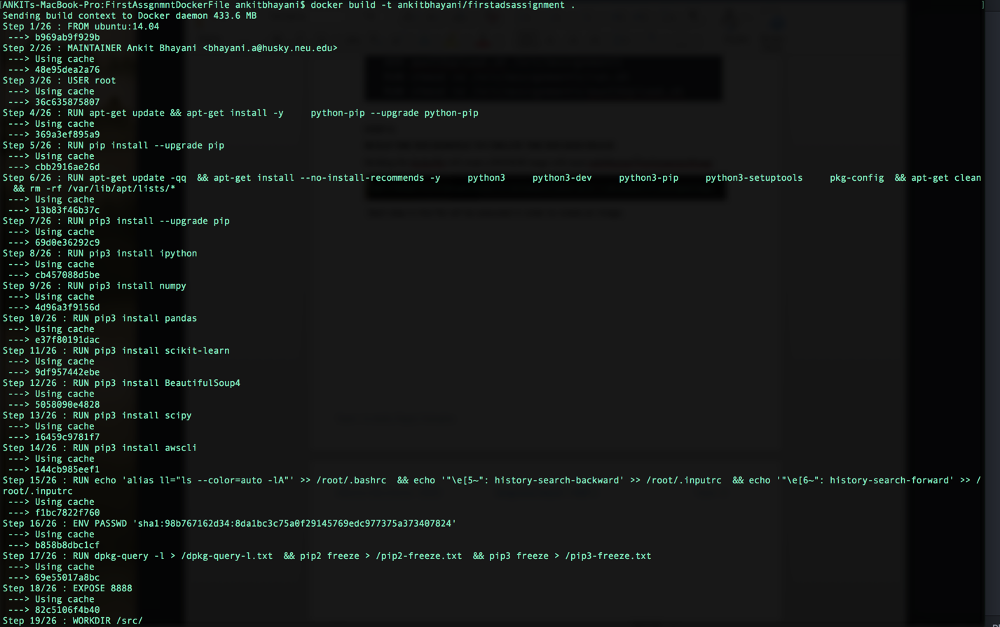 [ANKITs-MacBook-Pro:FirstAssgnmntDockerFile ankitbhayani$ docker build -t ankitbhayani/firstadsassignment . ]
Sending build context to Docker daemon 433.6 MB
Step 1/26 : FROM ubuntu:14.04
 ---> b969ab9f929b
Step 2/26 : MAINTAINER Ankit Bhayani <bhayani.a@husky.neu.edu>
 ---> Using cache
 ---> 48e95dea2a76
Step 3/26 : USER root
 ---> Using cache
 ---> 36c635875807
Step 4/26 : RUN apt-get update && apt-get install -y     python-pip --upgrade python-pip
 ---> Using cache
 ---> 369a3ef895a9
Step 5/26 : RUN pip install --upgrade pip
 ---> Using cache
 ---> cbb2916ae26d
Step 6/26 : RUN apt-get update -qq  && apt-get install --no-install-recommends -y     python3     python3-dev     python3-pip     python3-setuptools     pkg-config  && apt-get clean
  && rm -rf /var/lib/apt/lists/*
 ---> Using cache
 ---> 13b83f46b37c
Step 7/26 : RUN pip3 install --upgrade pip
 ---> Using cache
 ---> 69d0e36292c9
Step 8/26 : RUN pip3 install ipython
 ---> Using cache
 ---> cb457088d5be
Step 9/26 : RUN pip3 install numpy
 ---> Using cache
 ---> 4d96a3f9156d
Step 10/26 : RUN pip3 install pandas
 ---> Using cache
 ---> e37f80191dac
Step 11/26 : RUN pip3 install scikit-learn
 ---> Using cache
 ---> 9df957442ebe
Step 12/26 : RUN pip3 install BeautifulSoup4
 ---> Using cache
 ---> 5058090e4828
Step 13/26 : RUN pip3 install scipy
 ---> Using cache
 ---> 16459c9781f7
Step 14/26 : RUN pip3 install awscli
 ---> Using cache
 ---> 144cb985eef1
Step 15/26 : RUN echo 'alias ll="ls --color=auto -lA"' >> /root/.bashrc  && echo '"\e[5~": history-search-backward' >> /root/.inputrc  && echo '"\e[6~": history-search-forward' >> /
root/.inputrc
 ---> Using cache
 ---> f1bc7822f760
Step 16/26 : ENV PASSWD 'sha1:98b767162d34:8da1bc3c75a0f29145769edc977375a373407824'
 ---> Using cache
 ---> b858b8dbc1cf
Step 17/26 : RUN dpkg-query -l > /dpkg-query-l.txt  && pip2 freeze > /pip2-freeze.txt  && pip3 freeze > /pip3-freeze.txt
 ---> Using cache
 ---> 69e55017a8bc
Step 18/26 : EXPOSE 8888
 ---> Using cache
 ---> 82c5106f4b40
Step 19/26 : WORKDIR /src/